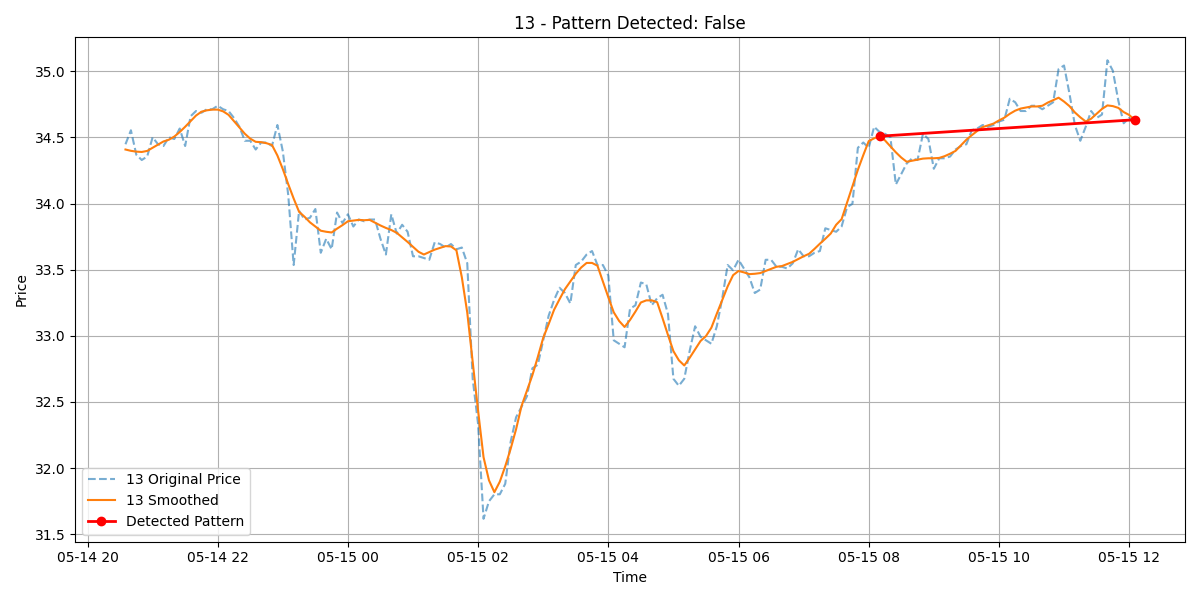 13 - Pattern Detected: False
Price
35.0
34.5
34.0
33.5
33.0
32.5
32.0
31.5
13 Original Price
13 Smoothed
Detected Pattern
05-14 20 05-14 22 05-15 00 05-15 02 05-15 04 05-15 06 05-15 08 05-15 10 05-15 12
Time